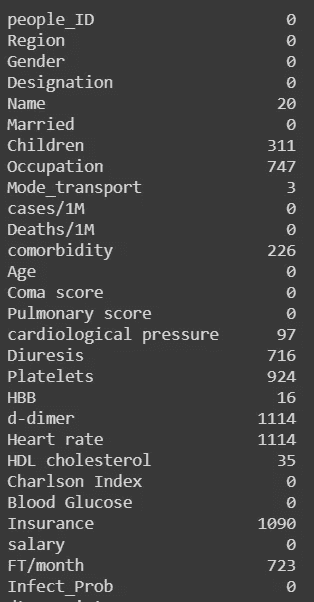 people_ID 0
Region 0
Gender 0
Designation 0
Name 20
Married 0
Children 311
Occupation 747
Mode_transport 3
cases/1M 0
Deaths/1M 0
comorbidity 226
Age 0
Coma score 0
Pulmonary score 0
cardiological pressure 97
Diuresis 716
Platelets 924
HBB 16
d-dimer 1114
Heart rate 1114
HDL cholesterol 35
Charlson Index 0
Blood Glucose 0
Insurance 1090
salary 0
FT/month 723
Infect_Prob 0